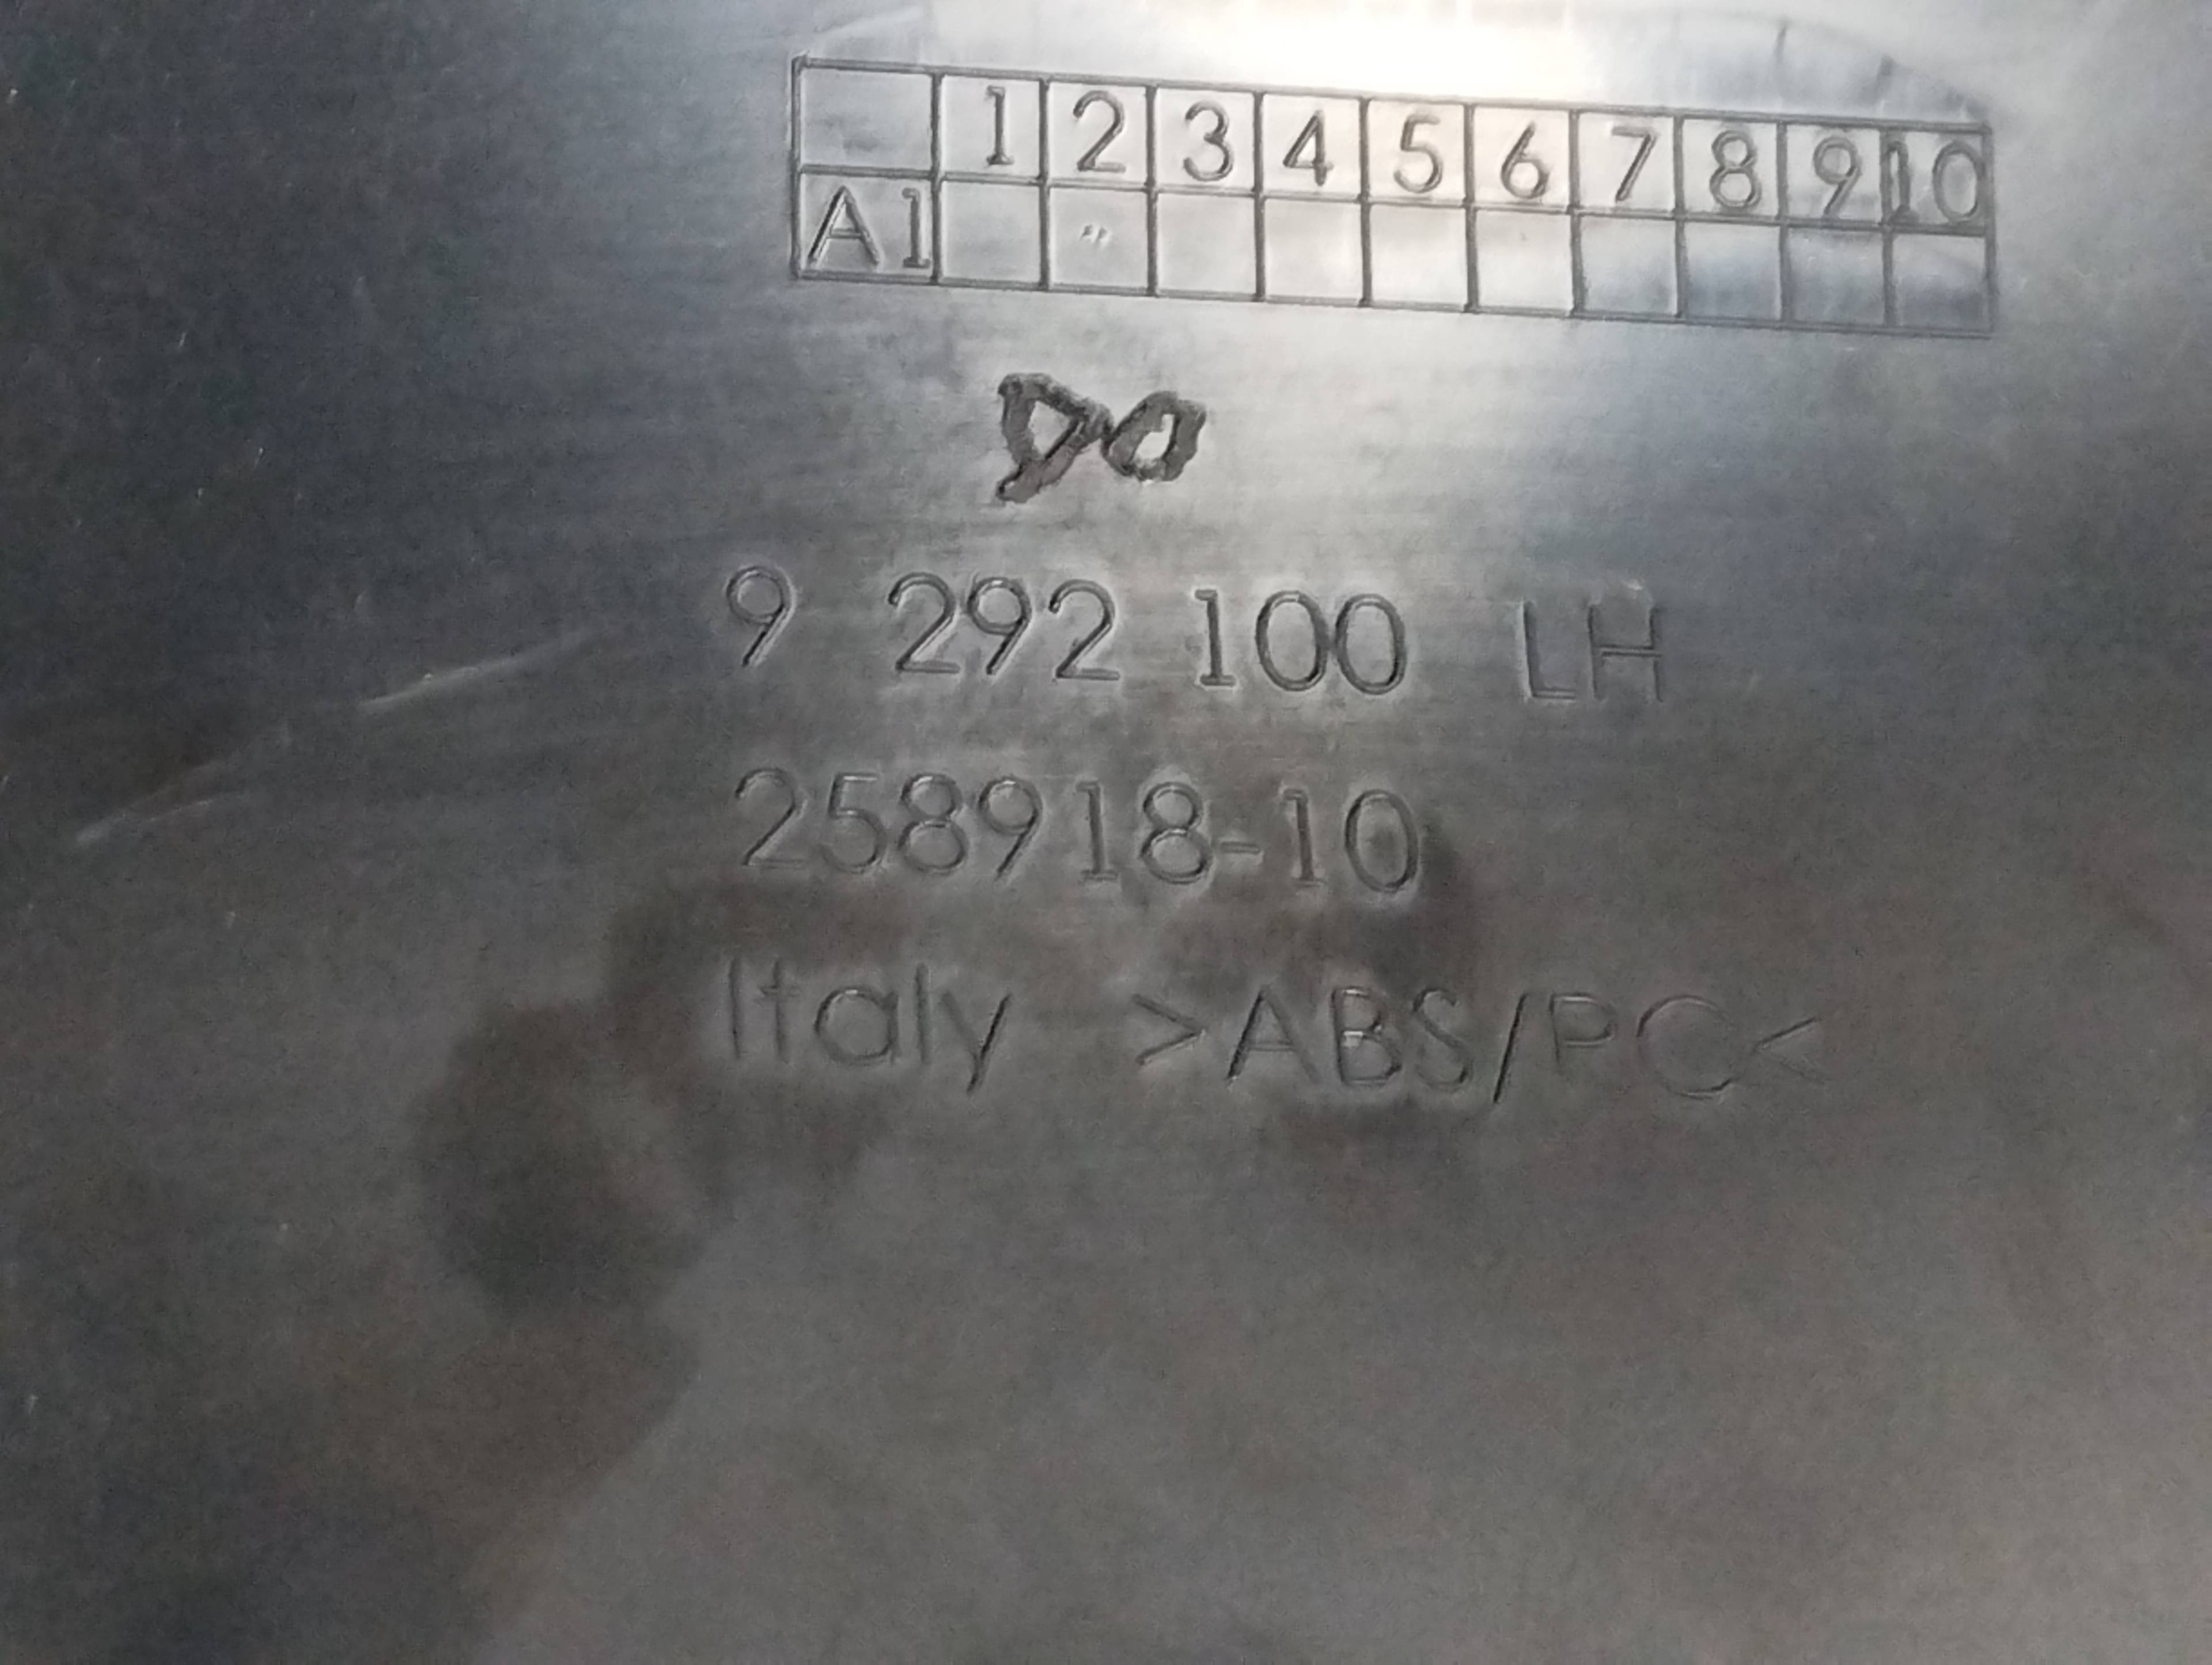 1 2 3 4 5 6 7 8 9 10
A1
DO
9 292 100 LH
258918-10
Italy >ABS/PC<